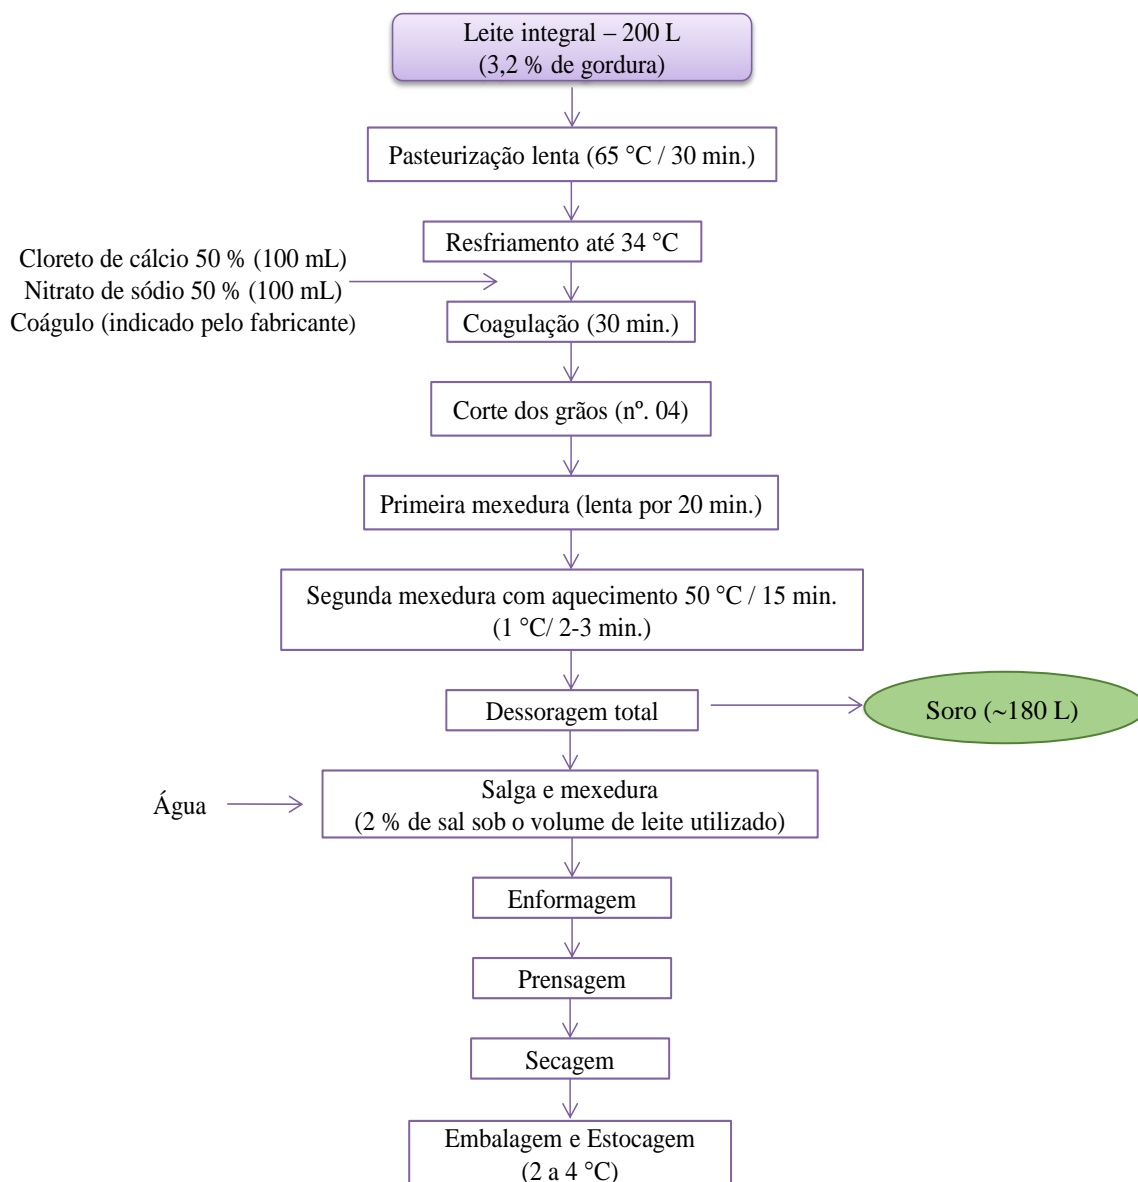 Leite integral – 200 L
(3,2 % de gordura)
Pasteurização lenta (65 °C / 30 min.)
Resfriamento até 34 °C
Cloreto de cálcio 50 % (100 mL)
Nitrato de sódio 50 % (100 mL)
Coágulo (indicado pelo fabricante)
Coagulação (30 min.)
Corte dos grãos (nº. 04)
Primeira mexedura (lenta por 20 min.)
Segunda mexedura com aquecimento 50 °C / 15 min.
(1 °C/ 2-3 min.)
Dessoragem total
Soro (~180 L)
Água
Salga e mexedura
(2 % de sal sob o volume de leite utilizado)
Enformagem
Prensagem
Secagem
Embalagem e Estocagem
(2 a 4 °C)